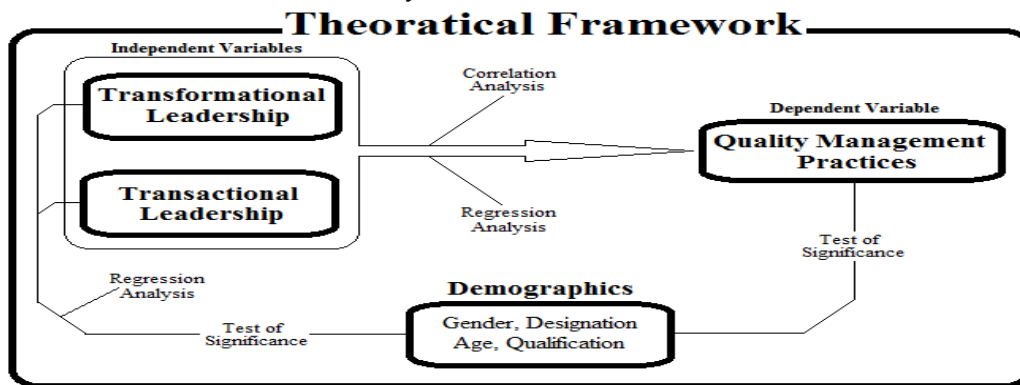 Theoratical Framework
Independent Variables
Transformational
Leadership
Transactional
Leadership
Correlation
Analysis
Regression
Analysis
Dependent Variable
Quality Management
Practices
Test of
Significance
Regression
Analysis
Test of
Significance
Demographics
Gender, Designation
Age, Qualification